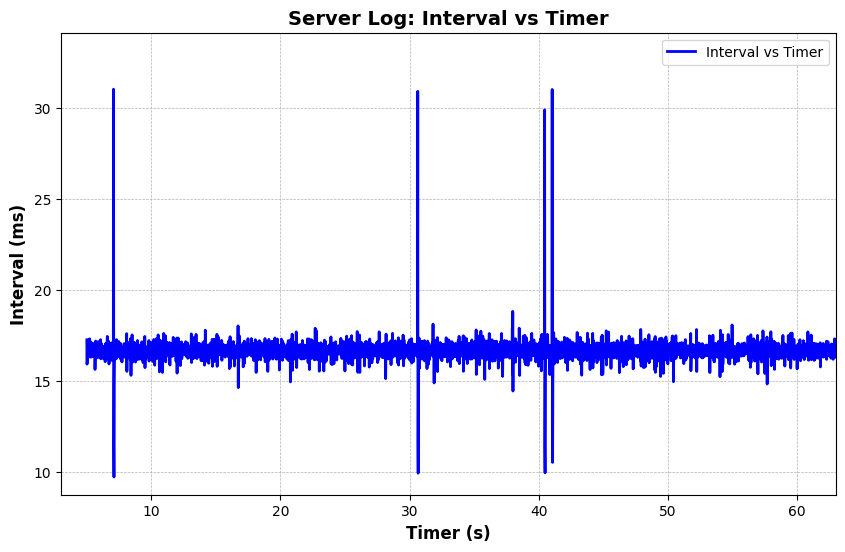 Server Log: Interval vs Timer
Interval vs Timer
30
25
20
15
10
Interval (ms)
10 20 30 40 50 60
Timer (s)